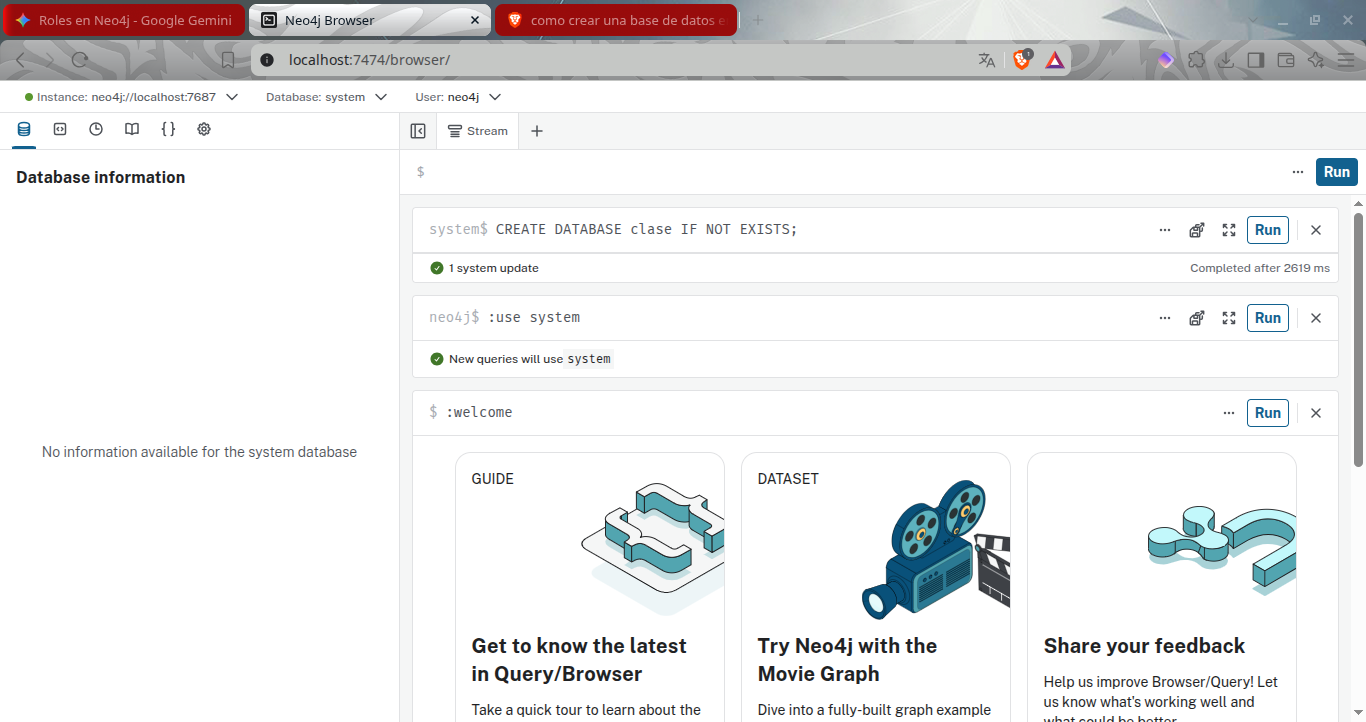 Roles en Neo4j - Google Gemini
Neo4j Browser
como crear una base de datos e
localhost:7474/browser/
1
Instance: neo4j://localhost:7687
Database: system
User: neo4j
Stream
Database information
$
Run
system$ CREATE DATABASE clase IF NOT EXISTS;
Run
1 system update
Completed after 2619 ms
neo4j$ :use system
Run
New queries will use system
No information available for the system database
$ :welcome
Run
GUIDE
Get to know the latest
in Query/Browser
Take a quick tour to learn about the
DATASET
Try Neo4j with the
Movie Graph
Dive into a fully-built graph example
Share your feedback
Help us improve Browser/Query! Let
us know what's working well and
what could be better